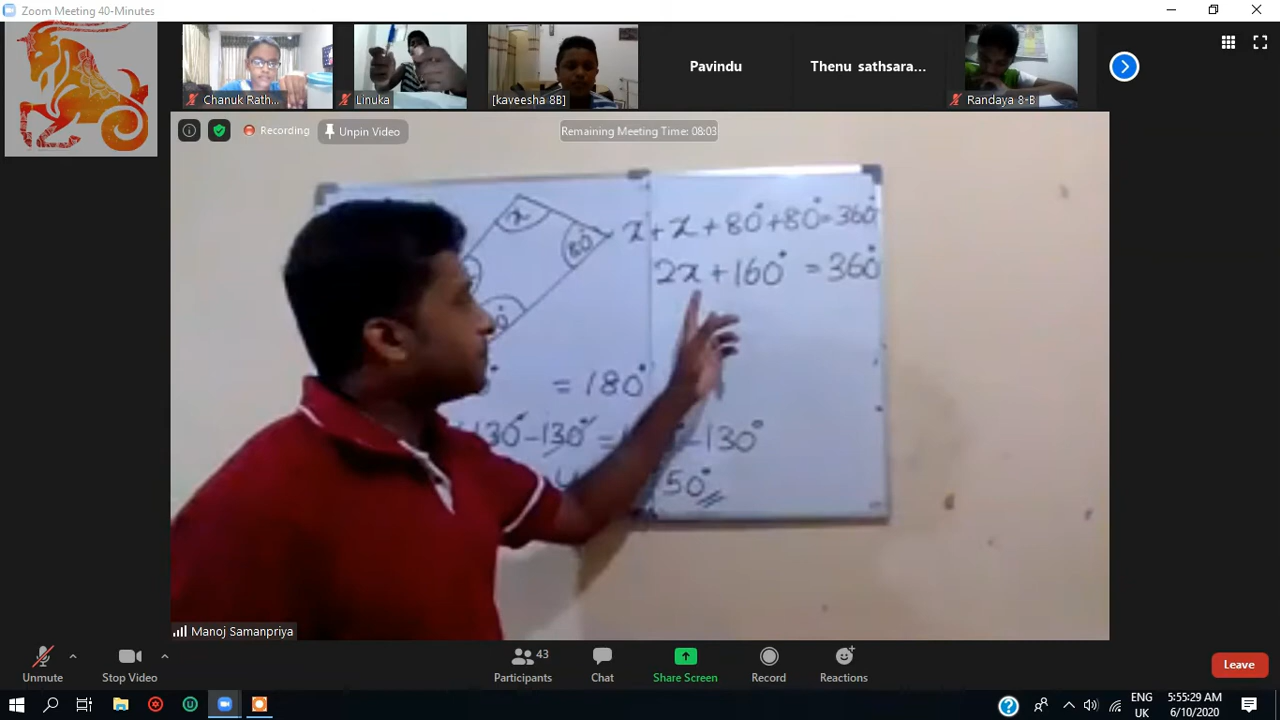 Zoom Meeting 40-Minutes
Chanuk Rath...
Linuka
[kaveesha 8B]
Pavindu
Thenu sathsara...
Randaya 8-B
Recording
Unpin Video
Remaining Meeting Time: 08:03
x
80°
x + x + 80° + 80° = 360°
2x + 160° = 360°
= 180°
130° - 130° =
- 130°
50°
Manoj Samanpriya
Unmute
Stop Video
43
Participants
Chat
Share Screen
Record
Reactions
Leave
ENG
UK
5:55:29 AM
6/10/2020